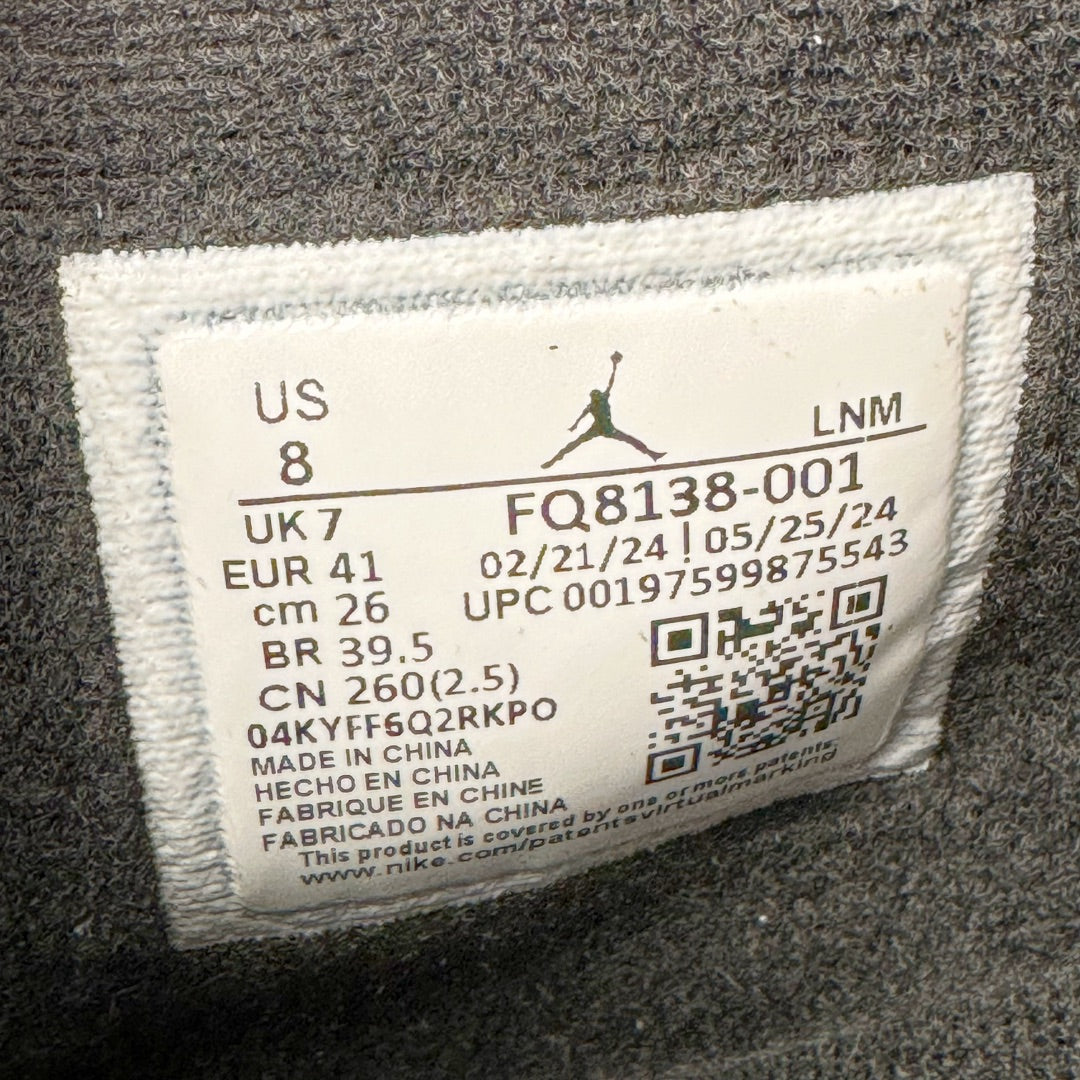 US
8
LNM
UK 7
FQ8138-001
EUR 41
02/21/24 | 05/25/24
cm 26
UPC 00197599875543
BR 39.5
CN 260(2.5)
04KYFF6Q2RKPO
MADE IN CHINA
HECHO EN CHINA
FABRIQUE EN CHINE
FABRICADO NA CHINA
This product is covered by one or mors patents
www.nike.com/patentsvirtualmarking